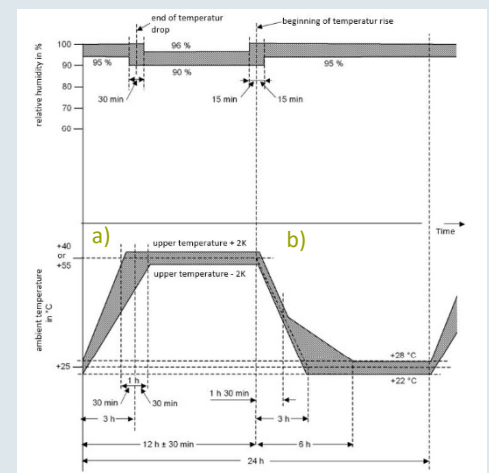 end of temperatur
drop
beginning of temperatur rise
relative humidity in %
100
90
80
70
60
95 %
96 %
90 %
95 %
30 min
15 min
15 min
Time
a)
b)
ambient temperature
in °C
+40
or
+55
+25
upper temperature + 2K
upper temperature - 2K
+28 °C
+22 °C
1 h
30 min
30 min
1 h 30 min
3 h
3 h
12 h ± 30 min
6 h
24 h